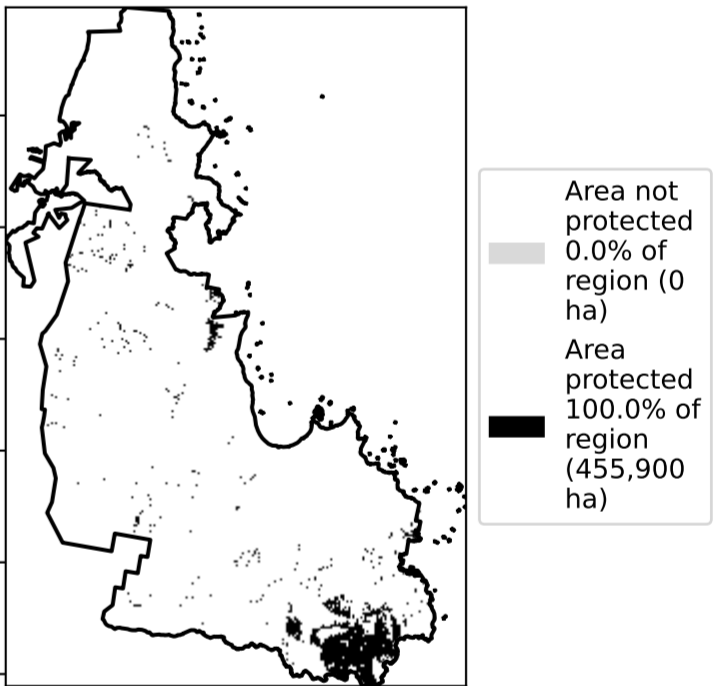 Area not
protected
0.0% of
region (0
ha)
Area
protected
100.0% of
region
(455,900
ha)